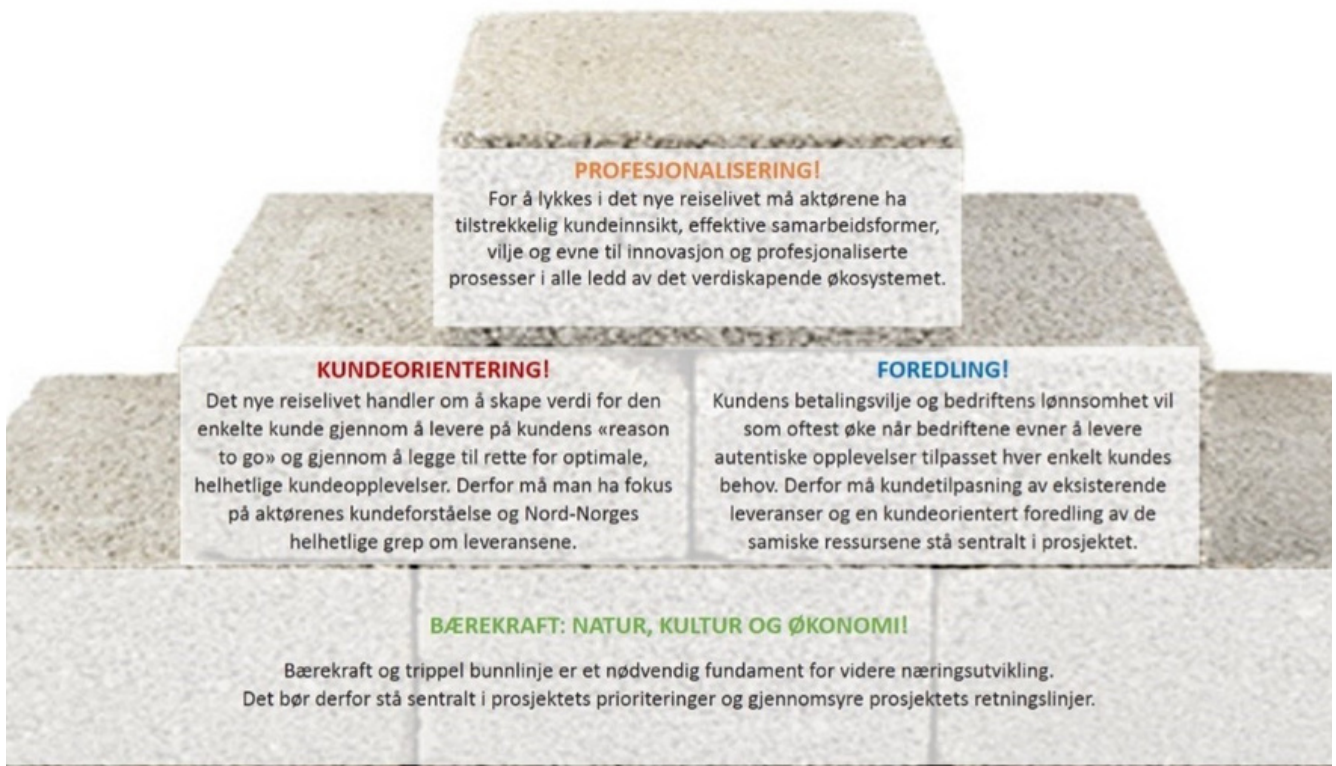 PROFESJONALISERING!
For å lykkes i det nye reiselivet må aktørene ha
tilstrekkelig kundeinnsikt, effektive samarbeidsformer,
vilje og evne til innovasjon og profesjonaliserte
prosesser i alle ledd av det verdiskapende økosystemet.
KUNDEORIENTERING!
Det nye reiselivet handler om å skape verdi for den
enkelte kunde gjennom å levere på kundens «reason
to go» og gjennom å legge til rette for optimale,
helhetlige kundeopplevelser. Derfor må man ha fokus
på aktørenes kundeforståelse og Nord-Norges
helhetlige grep om leveransene.
FOREDLING!
Kundens betalingsvilje og bedriftens lønnsomhet vil
som oftest øke når bedriftene evner å levere
autentiske opplevelser tilpasset hver enkelt kundes
behov. Derfor må kundetilpasning av eksisterende
leveranser og en kundeorientert foredling av de
samiske ressursene stå sentralt i prosjektet.
BÆREKRAFT: NATUR, KULTUR OG ØKONOMI!
Bærekraft og trippel bunnlinje er et nødvendig fundament for videre næringsutvikling.
Det bør derfor stå sentralt i prosjektets prioriteringer og gjennomsyre prosjektets retningslinjer.